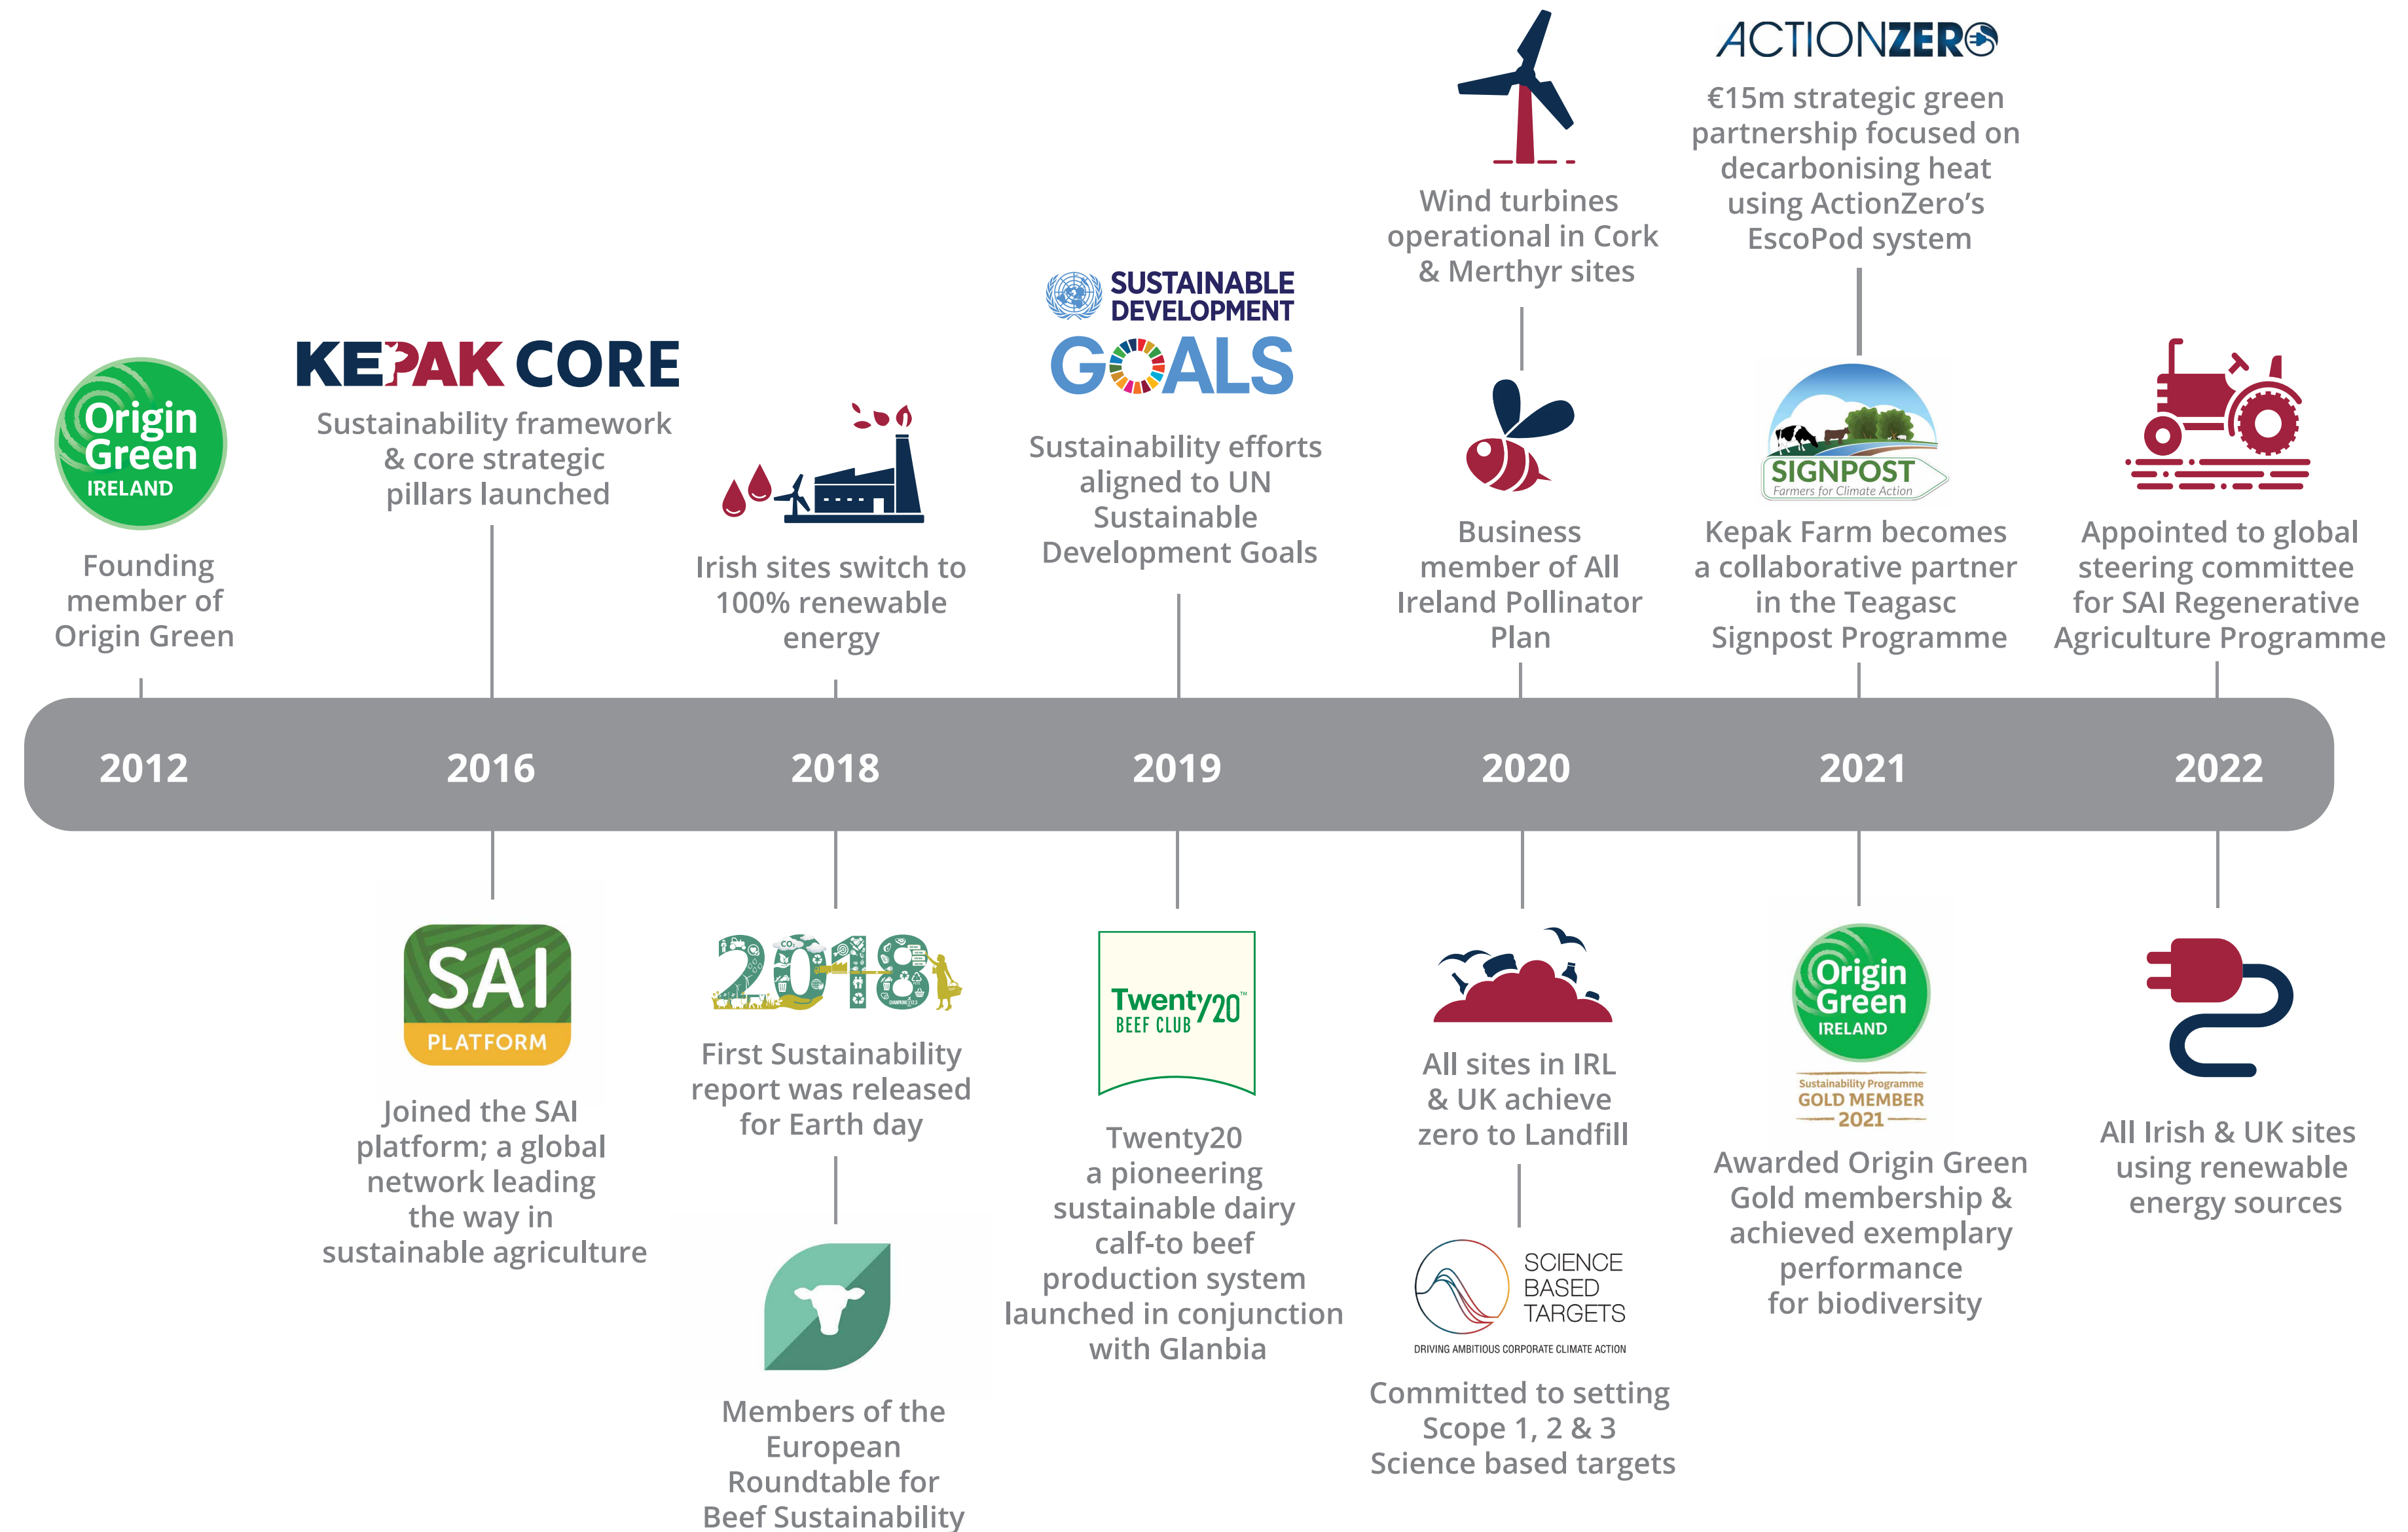 Origin
Green
IRELAND
Founding
member of
Origin Green
KEPAK CORE
Sustainability framework
& core strategic
pillars launched
Irish sites switch to
100% renewable
energy
SUSTAINABLE
DEVELOPMENT
GOALS
Sustainability efforts
aligned to UN
Sustainable
Development Goals
Wind turbines
operational in Cork
& Merthyr sites
Business
member of All
Ireland Pollinator
Plan
ACTIONZERO
€15m strategic green
partnership focused on
decarbonising heat
using ActionZero’s
EscoPod system
SIGNPOST
Farmers for Climate Action
Kepak Farm becomes
a collaborative partner
in the Teagasc
Signpost Programme
Appointed to global
steering committee
for SAI Regenerative
Agriculture Programme
2012
2016
2018
2019
2020
2021
2022
SAI
PLATFORM
Joined the SAI
platform; a global
network leading
the way in
sustainable agriculture
2018
CO₂
First Sustainability
report was released
for Earth day
Members of the
European
Roundtable for
Beef Sustainability
Twenty20™
BEEF CLUB
Twenty20
a pioneering
sustainable dairy
calf-to beef
production system
launched in conjunction
with Glanbia
All sites in IRL
& UK achieve
zero to Landfill
SCIENCE
BASED
TARGETS
DRIVING AMBITIOUS CORPORATE CLIMATE ACTION
Committed to setting
Scope 1, 2 & 3
Science based targets
Origin
Green
IRELAND
Sustainability Programme
GOLD MEMBER
2021
Awarded Origin Green
Gold membership &
achieved exemplary
performance
for biodiversity
All Irish & UK sites
using renewable
energy sources